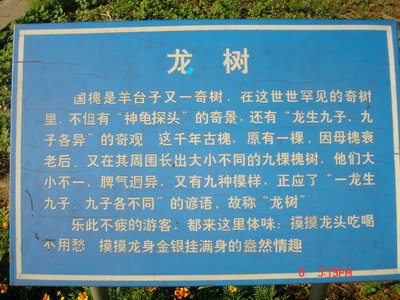 龙树
国槐是羊台子又一奇树，在这世世罕见的奇树
里，不但有“神龟探头”的奇景，还有“龙生九子，九
子各异”的奇观 这千年古槐，原有一棵，因母槐衰
老后，又在其周围长出大小不同的九棵槐树，他们大
小不一，脾气迥异，又有九种模样，正应了“一龙生
九子，九子各不同”的谚语，故称“龙树”
乐此不疲的游客，都来这里体味：摸摸龙头吃喝
不用愁 摸摸龙身金银挂满身的盎然情趣